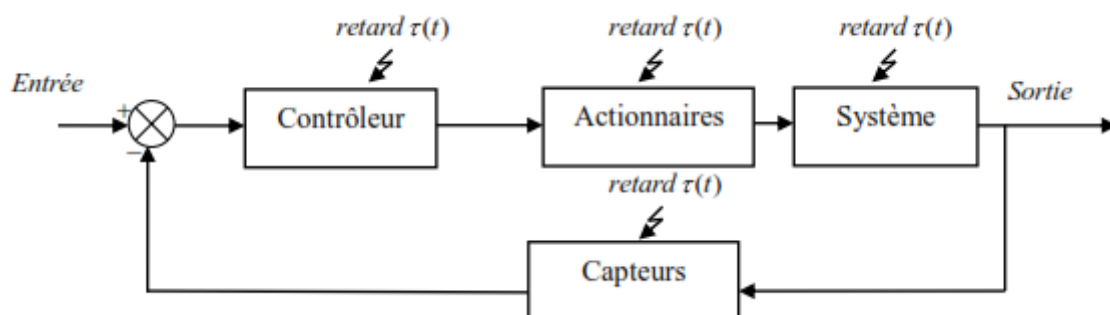 retard τ(t)
retard τ(t)
retard τ(t)
Entrée
Sortie
+
Contrôleur
Actionnaires
Système
−
retard τ(t)
Capteurs